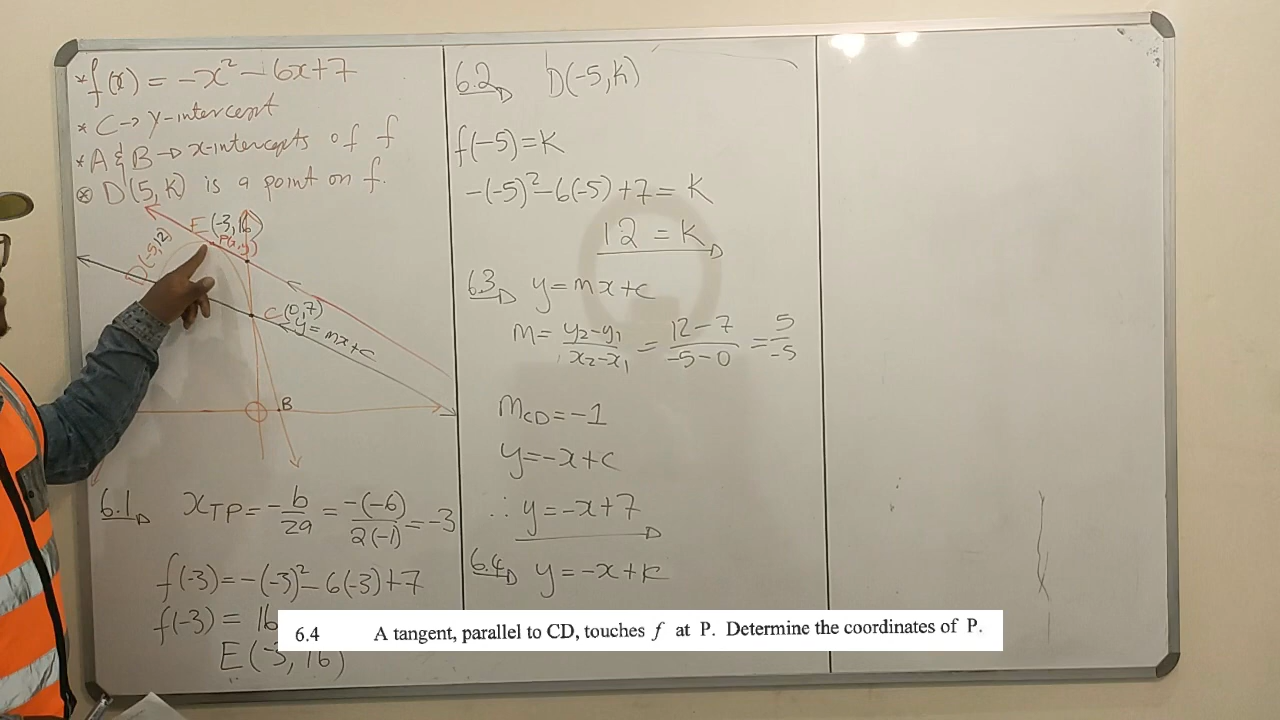 *f(x) = -x² - 6x+7
* C → y-intercept
* A & B → x-intercepts of f
⊛ D(5, K) is a point on f.
E(-3,16)
P(x,y)
D(-5,12)
C(0,7)
y=mx+c
B
6.1
x_TP = -b/2a = -(-6)/2(-1) = -3
f(-3)=-(-3)²-6(-3)+7
f(-3) = 16
E(-3,16)
6.2 D(-5,K)
f(-5)=K
-(-5)²-6(-5)+7= K
12 = K
6.3 y=mx+c
m= y₂-y₁/x₂-x₁ = 12-7/-5-0 = 5/-5
m_CD=-1
y=-x+c
∴ y=-x+7
6.4 y=-x+k
6.4 A tangent, parallel to CD, touches f at P. Determine the coordinates of P.